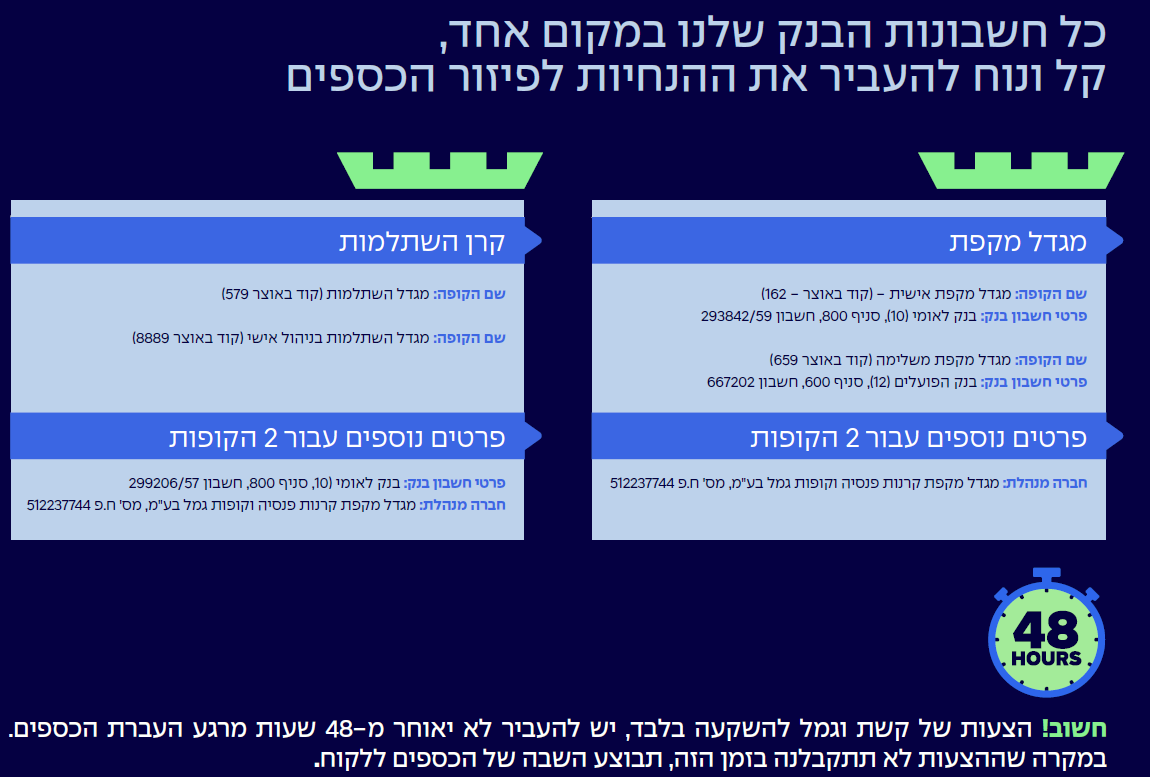 כל חשבונות הבנק שלנו במקום אחד,
קל ונוח להעביר את ההנחיות לפיזור הכספים
מגדל מקפת
שם הקופה: מגדל מקפת אישית – (קוד באוצר – 162)
פרטי חשבון בנק: בנק לאומי (10), סניף 800, חשבון 293842/59
שם הקופה: מגדל מקפת משלימה (קוד באוצר 659)
פרטי חשבון בנק: בנק הפועלים (12), סניף 600, חשבון 667202
פרטים נוספים עבור 2 הקופות
חברה מנהלת: מגדל מקפת קרנות פנסיה וקופות גמל בע"מ, מס' ח.פ 512237744
קרן השתלמות
שם הקופה: מגדל השתלמות (קוד באוצר 579)
שם הקופה: מגדל השתלמות בניהול אישי (קוד באוצר 8889)
פרטים נוספים עבור 2 הקופות
פרטי חשבון בנק: בנק לאומי (10, סניף 800, חשבון 299206/57
חברה מנהלת: מגדל מקפת קרנות פנסיה וקופות גמל בע"מ, מס' ח.פ 512237744
48
HOURS
חשוב! הצעות של קשת וגמל להשקעה בלבד, יש להעביר לא יאוחר מ-48 שעות מרגע העברת הכספים.
במקרה שההצעות לא תתקבלנה בזמן הזה, תבוצע השבה של הכספים ללקוח.